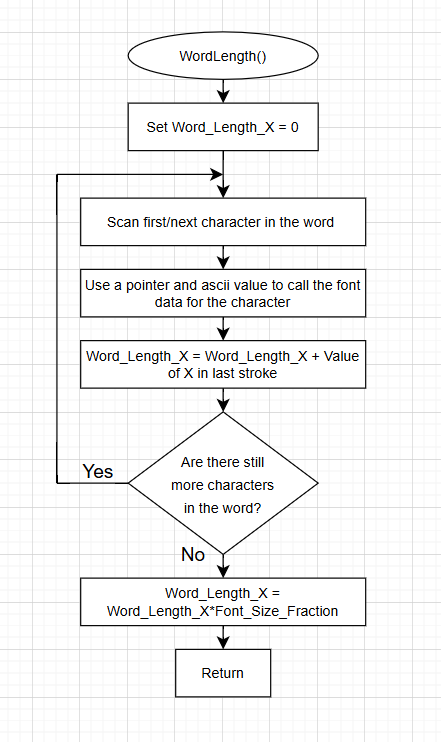 WordLength()
Set Word_Length_X = 0
Scan first/next character in the word
Use a pointer and ascii value to call the font
data for the character
Word_Length_X = Word_Length_X + Value
of X in last stroke
Are there still
more characters
in the word?
Yes
No
Word_Length_X =
Word_Length_X*Font_Size_Fraction
Return